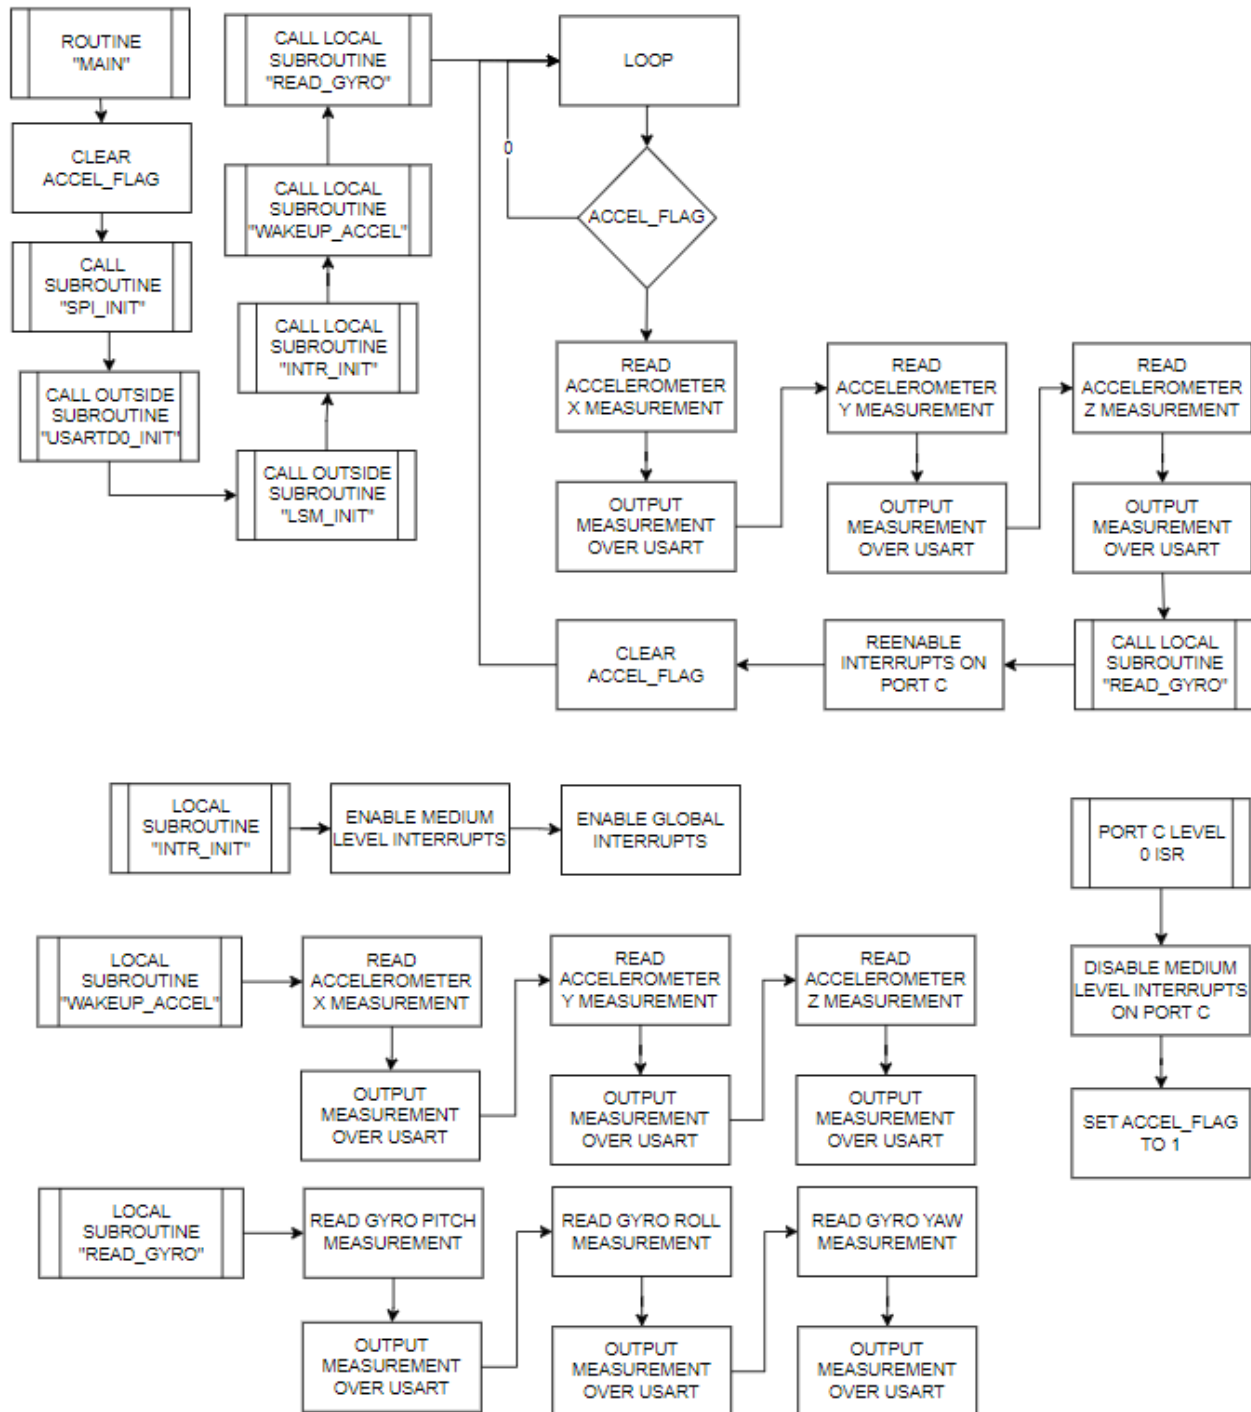 ROUTINE
"MAIN"
CLEAR
ACCEL_FLAG
CALL
SUBROUTINE
"SPI_INIT"
CALL OUTSIDE
SUBROUTINE
"USARTD0_INIT"
CALL OUTSIDE
SUBROUTINE
"LSM_INIT"
CALL LOCAL
SUBROUTINE
"INTR_INIT"
CALL LOCAL
SUBROUTINE
"WAKEUP_ACCEL"
CALL LOCAL
SUBROUTINE
"READ_GYRO"
LOOP
0
ACCEL_FLAG
READ
ACCELEROMETER
X MEASUREMENT
OUTPUT
MEASUREMENT
OVER USART
READ
ACCELEROMETER
Y MEASUREMENT
OUTPUT
MEASUREMENT
OVER USART
READ
ACCELEROMETER
Z MEASUREMENT
OUTPUT
MEASUREMENT
OVER USART
CALL LOCAL
SUBROUTINE
"READ_GYRO"
REENABLE
INTERRUPTS ON
PORT C
CLEAR
ACCEL_FLAG
LOCAL
SUBROUTINE
"INTR_INIT"
ENABLE MEDIUM
LEVEL INTERRUPTS
ENABLE GLOBAL
INTERRUPTS
PORT C LEVEL
0 ISR
DISABLE MEDIUM
LEVEL INTERRUPTS
ON PORT C
SET ACCEL_FLAG
TO 1
LOCAL
SUBROUTINE
"WAKEUP_ACCEL"
READ
ACCELEROMETER
X MEASUREMENT
OUTPUT
MEASUREMENT
OVER USART
READ
ACCELEROMETER
Y MEASUREMENT
OUTPUT
MEASUREMENT
OVER USART
READ
ACCELEROMETER
Z MEASUREMENT
OUTPUT
MEASUREMENT
OVER USART
LOCAL
SUBROUTINE
"READ_GYRO"
READ GYRO PITCH
MEASUREMENT
OUTPUT
MEASUREMENT
OVER USART
READ GYRO ROLL
MEASUREMENT
OUTPUT
MEASUREMENT
OVER USART
READ GYRO YAW
MEASUREMENT
OUTPUT
MEASUREMENT
OVER USART